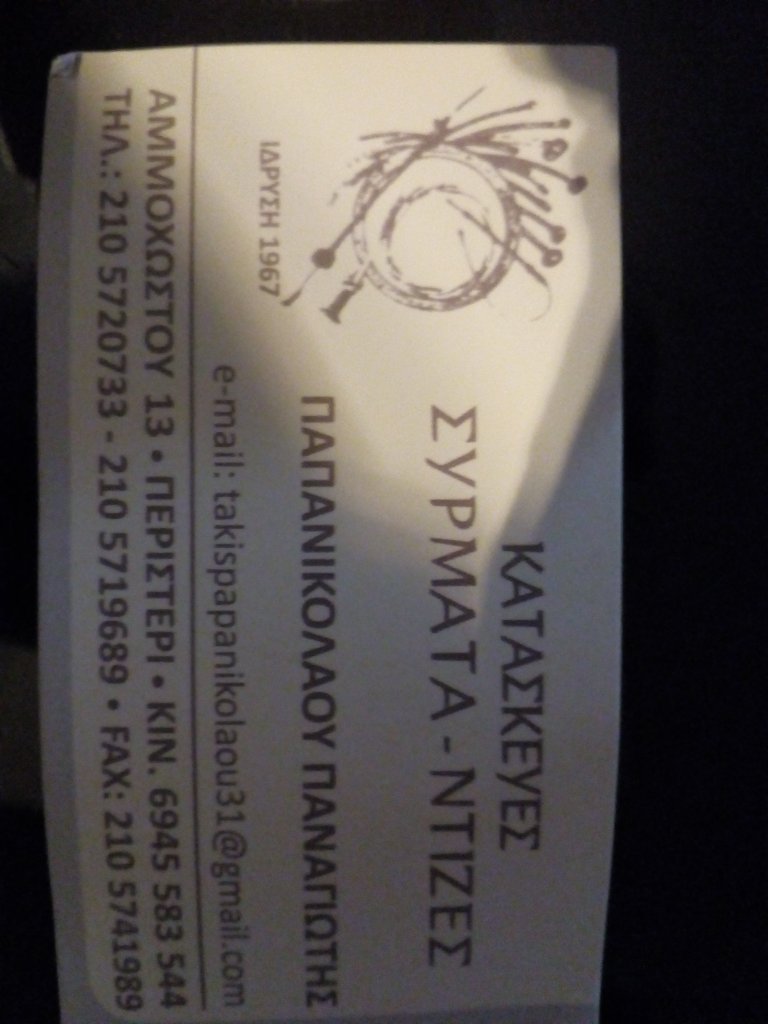 ΚΑΤΑΣΚΕΥΕΣ
ΣΥΡΜΑΤΑ - ΝΤΙΖΕΣ
ΙΔΡΥΣΗ 1967
ΠΑΠΑΝΙΚΟΛΑΟΥ ΠΑΝΑΓΙΩΤΗΣ
e-mail: takispapanikolaou31@gmail.com
ΑΜΜΟΧΩΣΤΟΥ 13 • ΠΕΡΙΣΤΕΡΙ • ΚΙΝ. 6945 583 544
ΤΗΛ.: 210 5720733 - 210 5719689 • FAX: 210 5741989